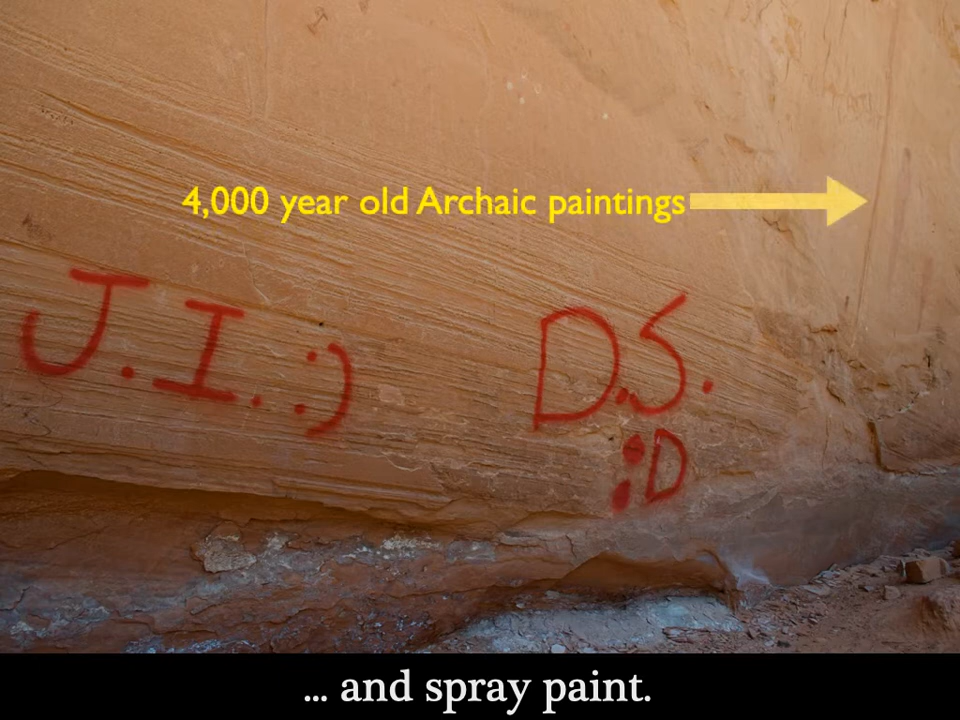 4,000 year old Archaic paintings
J.I. :)
D.S.
:D
... and spray paint.